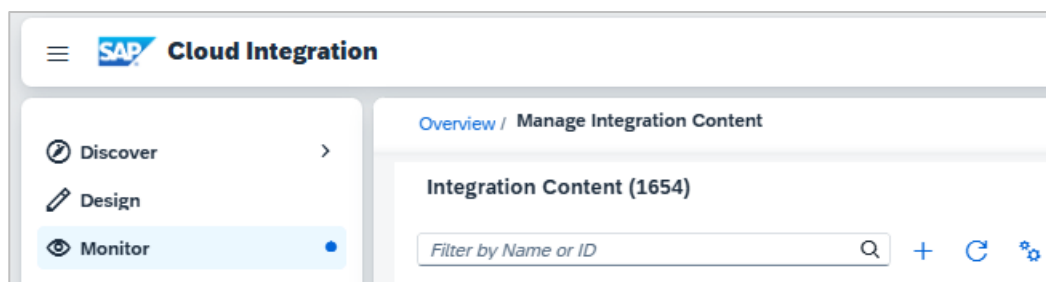 SAP Cloud Integration
Discover
Design
Monitor
Overview / Manage Integration Content
Integration Content (1654)
Filter by Name or ID